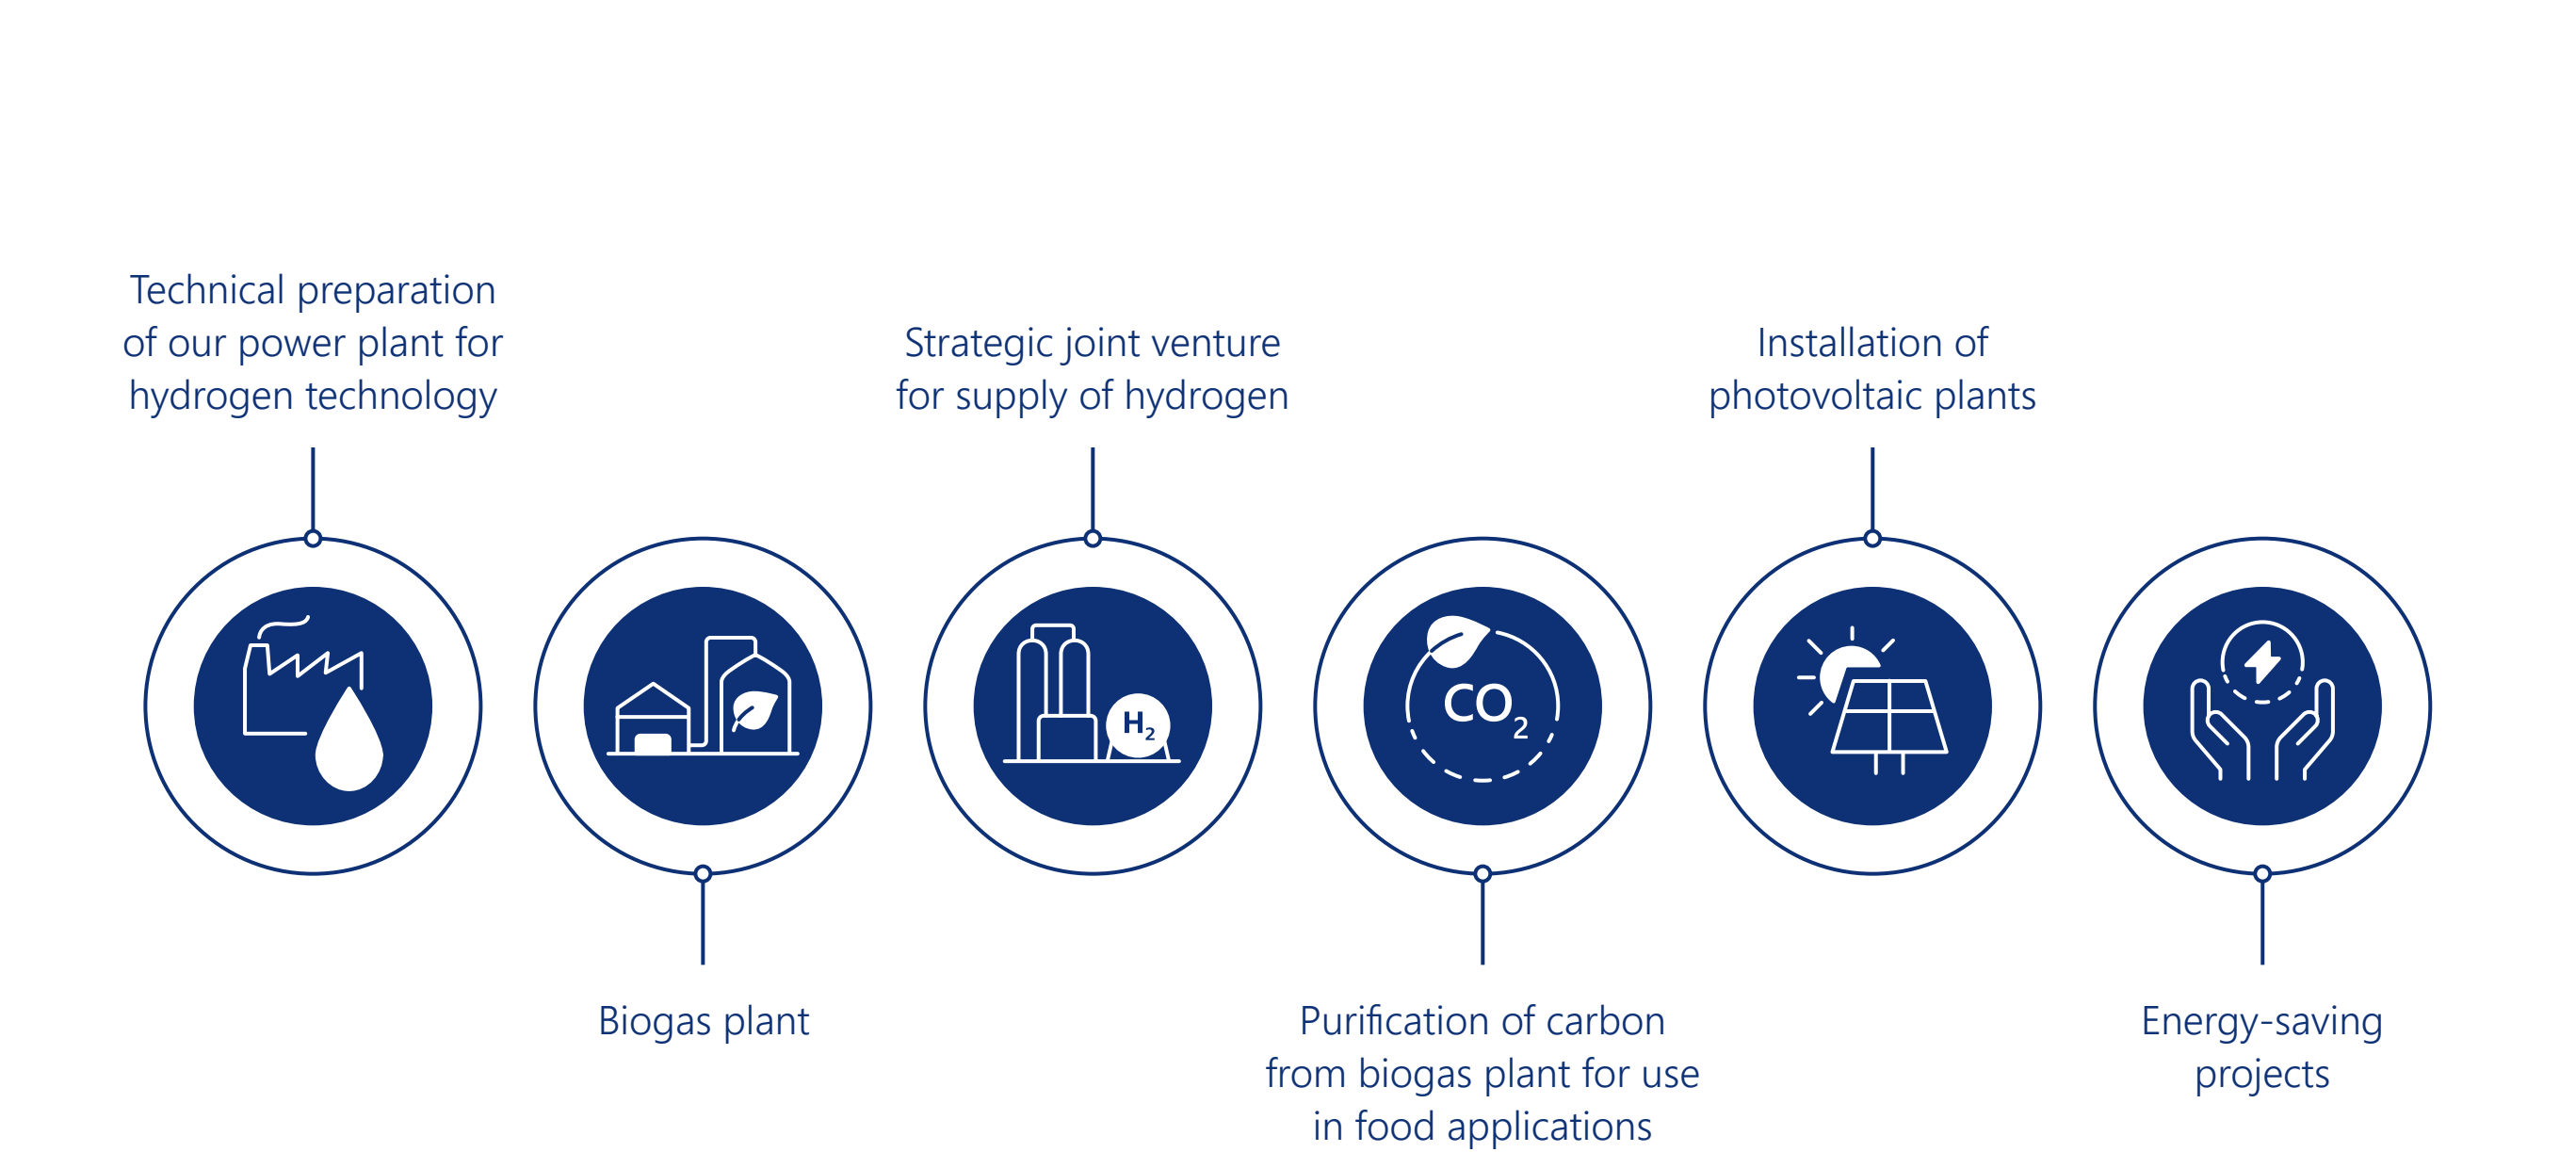 Technical preparation
of our power plant for
hydrogen technology
Biogas plant
Strategic joint venture
for supply of hydrogen
H₂
CO₂
Purification of carbon
from biogas plant for use
in food applications
Installation of
photovoltaic plants
Energy-saving
projects